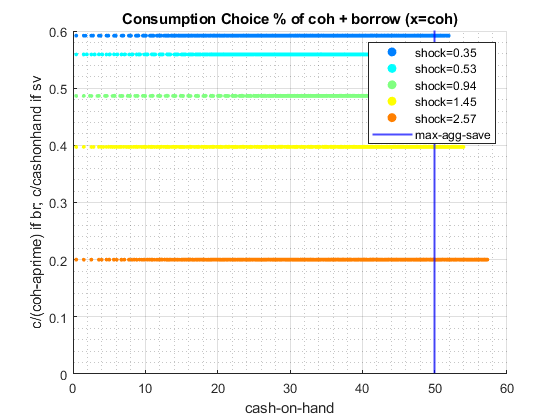 Consumption Choice % of coh + borrow (x=coh)
c/(coh-aprime) if br, c/cashonhand if sv
0.6
0.5
0.4
0.3
0.2
0.1
0
shock=0.35
shock=0.53
shock=0.94
shock=1.45
shock=2.57
max-agg-save
0 10 20 30 40 50 60
cash-on-hand